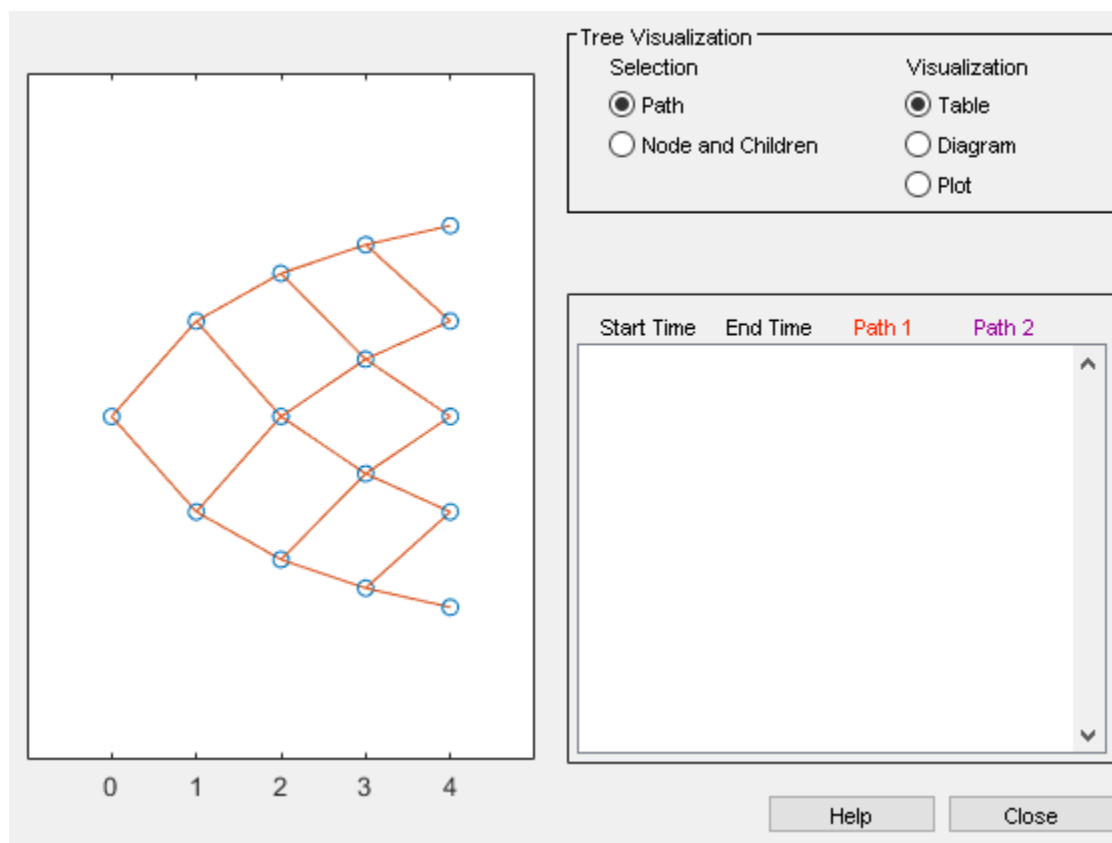 Tree Visualization
Selection Visualization
Path Table
Node and Children Diagram
Plot
Start Time End Time Path 1 Path 2
0 1 2 3 4
Help Close